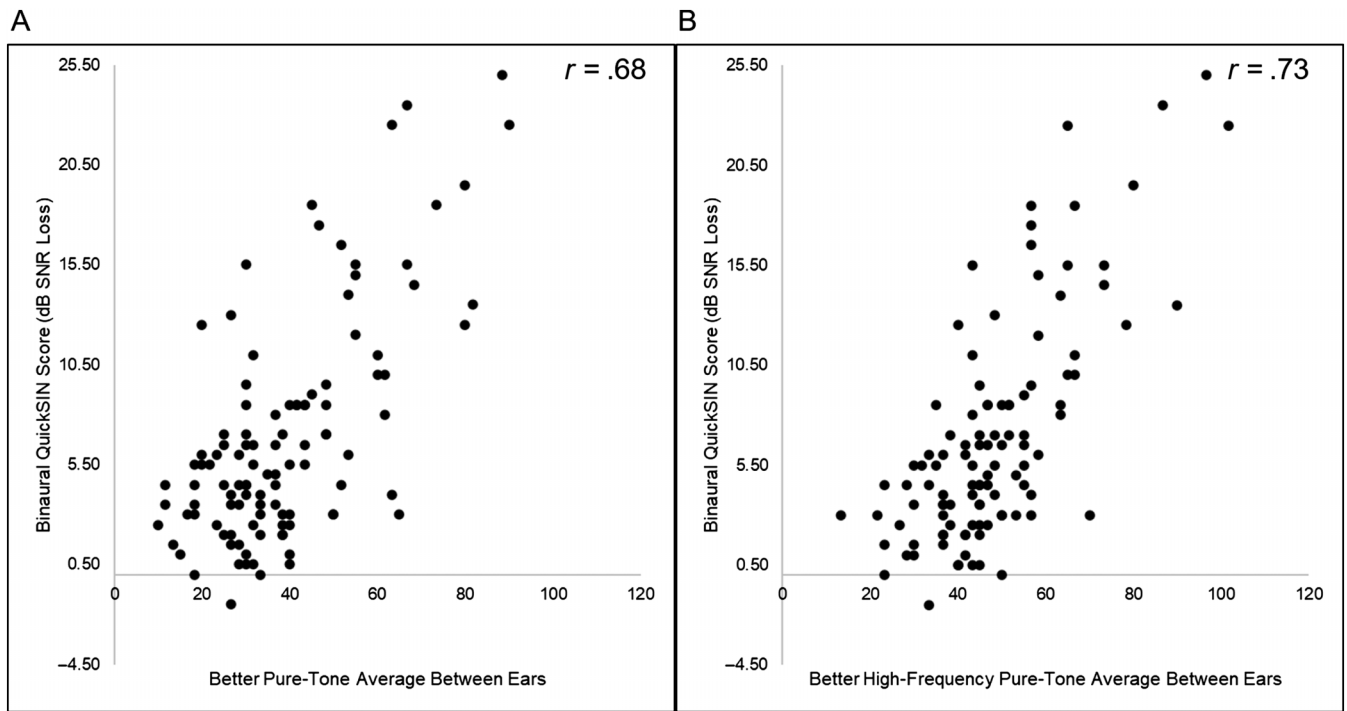 A
B
r = .68
25.50
20.50
15.50
10.50
5.50
0.50
–4.50
0 20 40 60 80 100 120
Binaural QuickSIN Score (dB SNR Loss)
Better Pure-Tone Average Between Ears
r = .73
25.50
20.50
15.50
10.50
5.50
0.50
–4.50
0 20 40 60 80 100 120
Binaural QuickSIN Score (dB SNR Loss)
Better High-Frequency Pure-Tone Average Between Ears